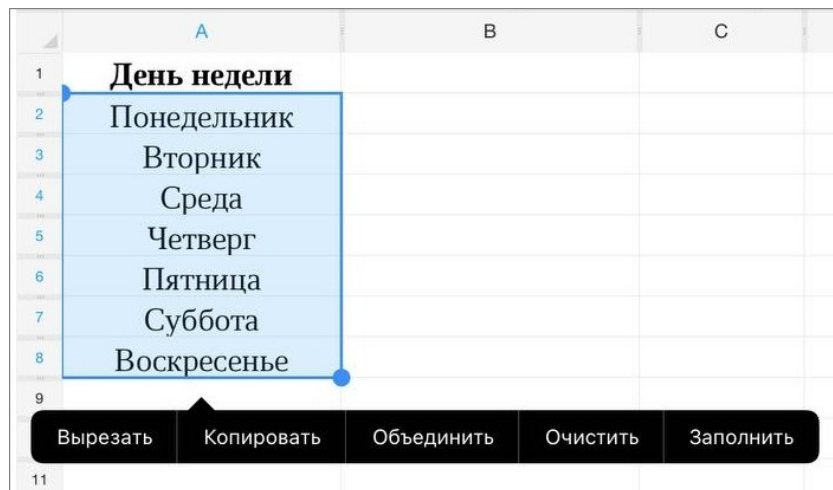 A B C
1 День недели
2 Понедельник
3 Вторник
4 Среда
5 Четверг
6 Пятница
7 Суббота
8 Воскресенье
9
Вырезать Копировать Объединить Очистить Заполнить
11